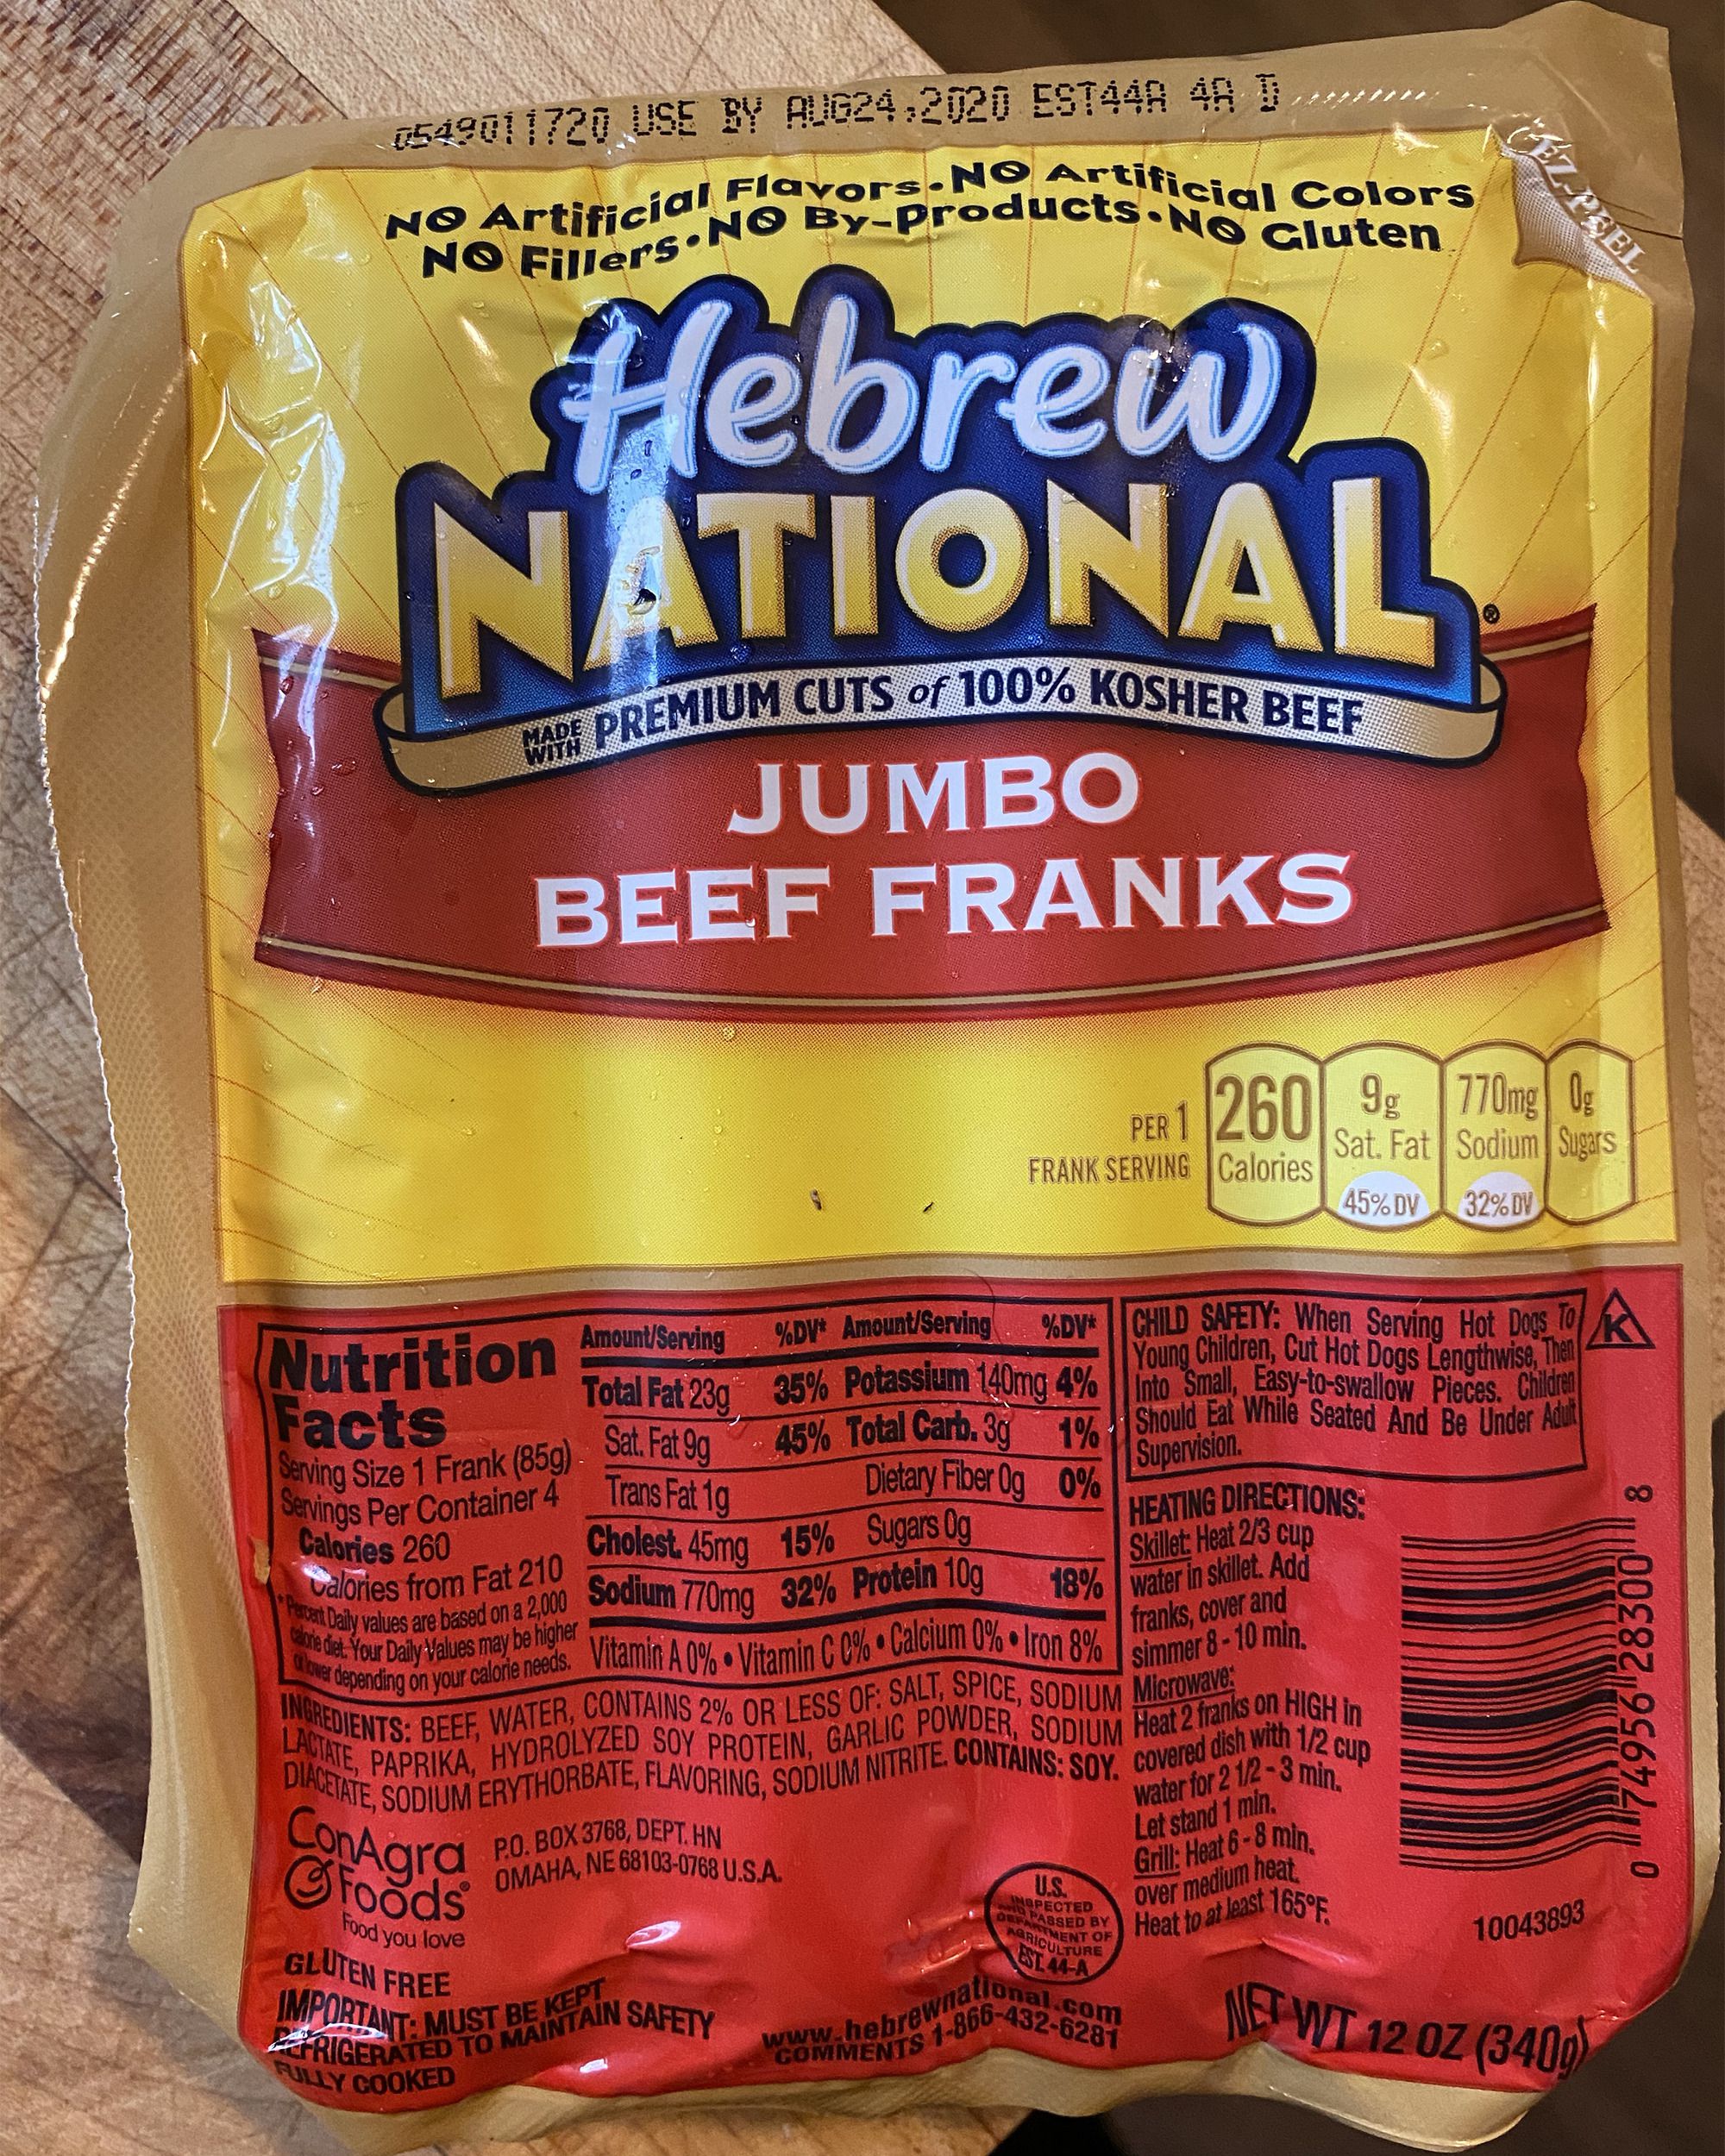 0549011720 USE BY AUG24,2020 EST44A 4A D
EZ-PEEL
NO Artificial Flavors • NO Artificial Colors
NO Fillers • NO By-Products • NO Gluten
Hebrew
NATIONAL®
MADE WITH PREMIUM CUTS of 100% KOSHER BEEF
JUMBO
BEEF FRANKS
PER 1
FRANK SERVING
260 Calories
9g Sat. Fat 45% DV
770mg Sodium 32% DV
0g Sugars
Nutrition
Facts
Serving Size 1 Frank (85g)
Servings Per Container 4
Calories 260
Calories from Fat 210
*Percent Daily values are based on a 2,000
calorie diet. Your Daily Values may be higher
or lower depending on your calorie needs.
Amount/Serving %DV* Amount/Serving %DV*
Total Fat 23g 35% Potassium 140mg 4%
Sat. Fat 9g 45% Total Carb. 3g 1%
Trans Fat 1g Dietary Fiber 0g 0%
Cholest. 45mg 15% Sugars 0g
Sodium 770mg 32% Protein 10g 18%
Vitamin A 0% • Vitamin C 0% • Calcium 0% • Iron 8%
INGREDIENTS: BEEF, WATER, CONTAINS 2% OR LESS OF: SALT, SPICE, SODIUM
LACTATE, PAPRIKA, HYDROLYZED SOY PROTEIN, GARLIC POWDER, SODIUM
DIACETATE, SODIUM ERYTHORBATE, FLAVORING, SODIUM NITRITE. CONTAINS: SOY.
ConAgra
Foods®
Food you love
P.O. BOX 3768, DEPT. HN
OMAHA, NE 68103-0768 U.S.A.
GLUTEN FREE
IMPORTANT: MUST BE KEPT
REFRIGERATED TO MAINTAIN SAFETY
FULLY COOKED
U.S.
INSPECTED
AND PASSED BY
DEPARTMENT OF
AGRICULTURE
EST. 44-A
www.hebrewnational.com
COMMENTS 1-866-432-6281
CHILD SAFETY: When Serving Hot Dogs To
Young Children, Cut Hot Dogs Lengthwise, Then
Into Small, Easy-to-swallow Pieces. Children
Should Eat While Seated And Be Under Adult
Supervision.
K
HEATING DIRECTIONS:
Skillet: Heat 2/3 cup
water in skillet. Add
franks, cover and
simmer 8 - 10 min.
Microwave:
Heat 2 franks on HIGH in
covered dish with 1/2 cup
water for 2 1/2 - 3 min.
Let stand 1 min.
Grill: Heat 6 - 8 min.
over medium heat.
Heat to at least 165°F.
0 74956 28300 8
10043893
NET WT 12 OZ (340g)